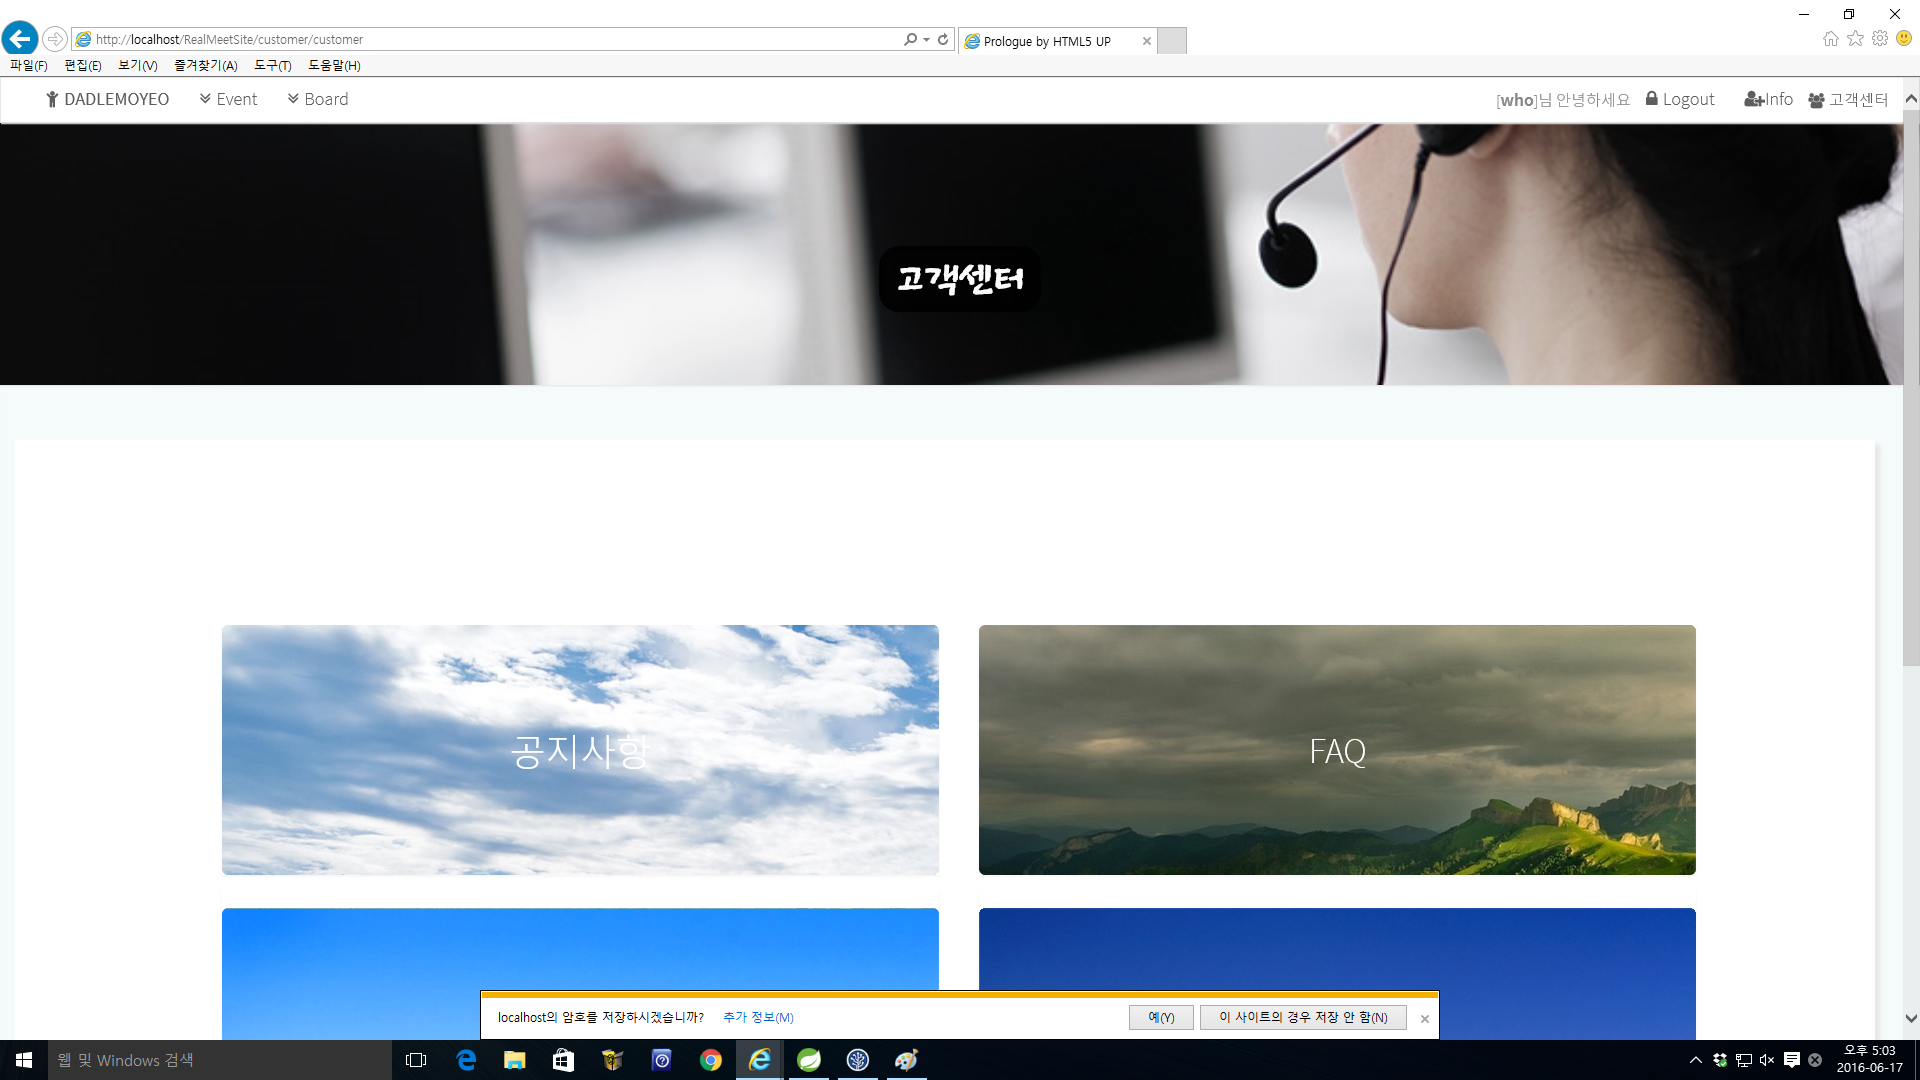 http://localhost/RealMeetSite/customer/customer
Prologue by HTML5 UP
파일(F) 편집(E) 보기(V) 즐겨찾기(A) 도구(T) 도움말(H)
DADLEMOYEO Event Board [who]님 안녕하세요 Logout Info 고객센터
고객센터
공지사항 FAQ
localhost의 암호를 저장하시겠습니까? 추가 정보(M) 예(Y) 이 사이트의 경우 저장 안 함(N)
웹 및 Windows 검색
오후 5:03
2016-06-17